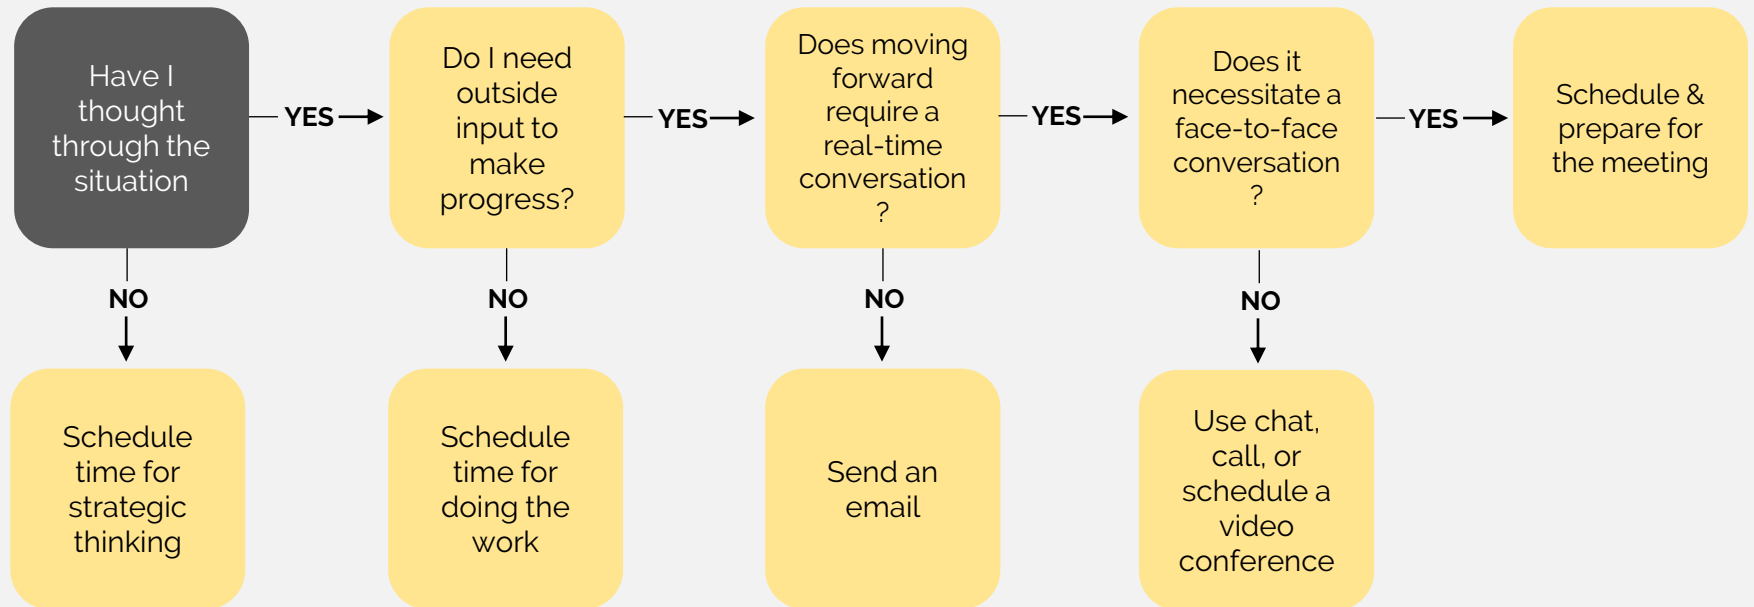 Have I
thought
through the
situation
YES
Do I need
outside
input to
make
progress?
YES
Does moving
forward
require a
real-time
conversation
?
YES
Does it
necessitate a
face-to-face
conversation
?
YES
Schedule &
prepare for
the meeting
NO
NO
NO
NO
Schedule
time for
strategic
thinking
Schedule
time for
doing the
work
Send an
email
Use chat,
call, or
schedule a
video
conference